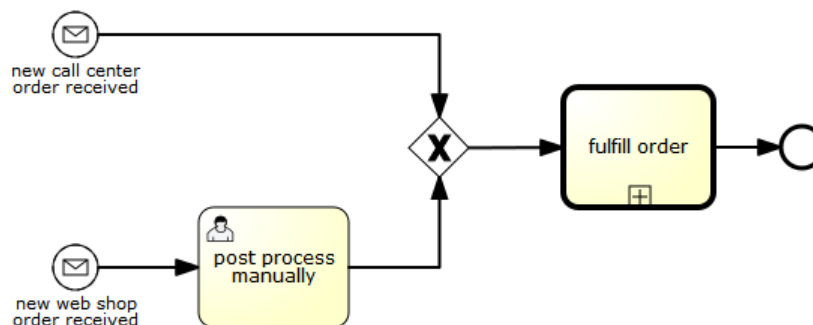 new call center
order received
fulfill order
post process
manually
new web shop
order received